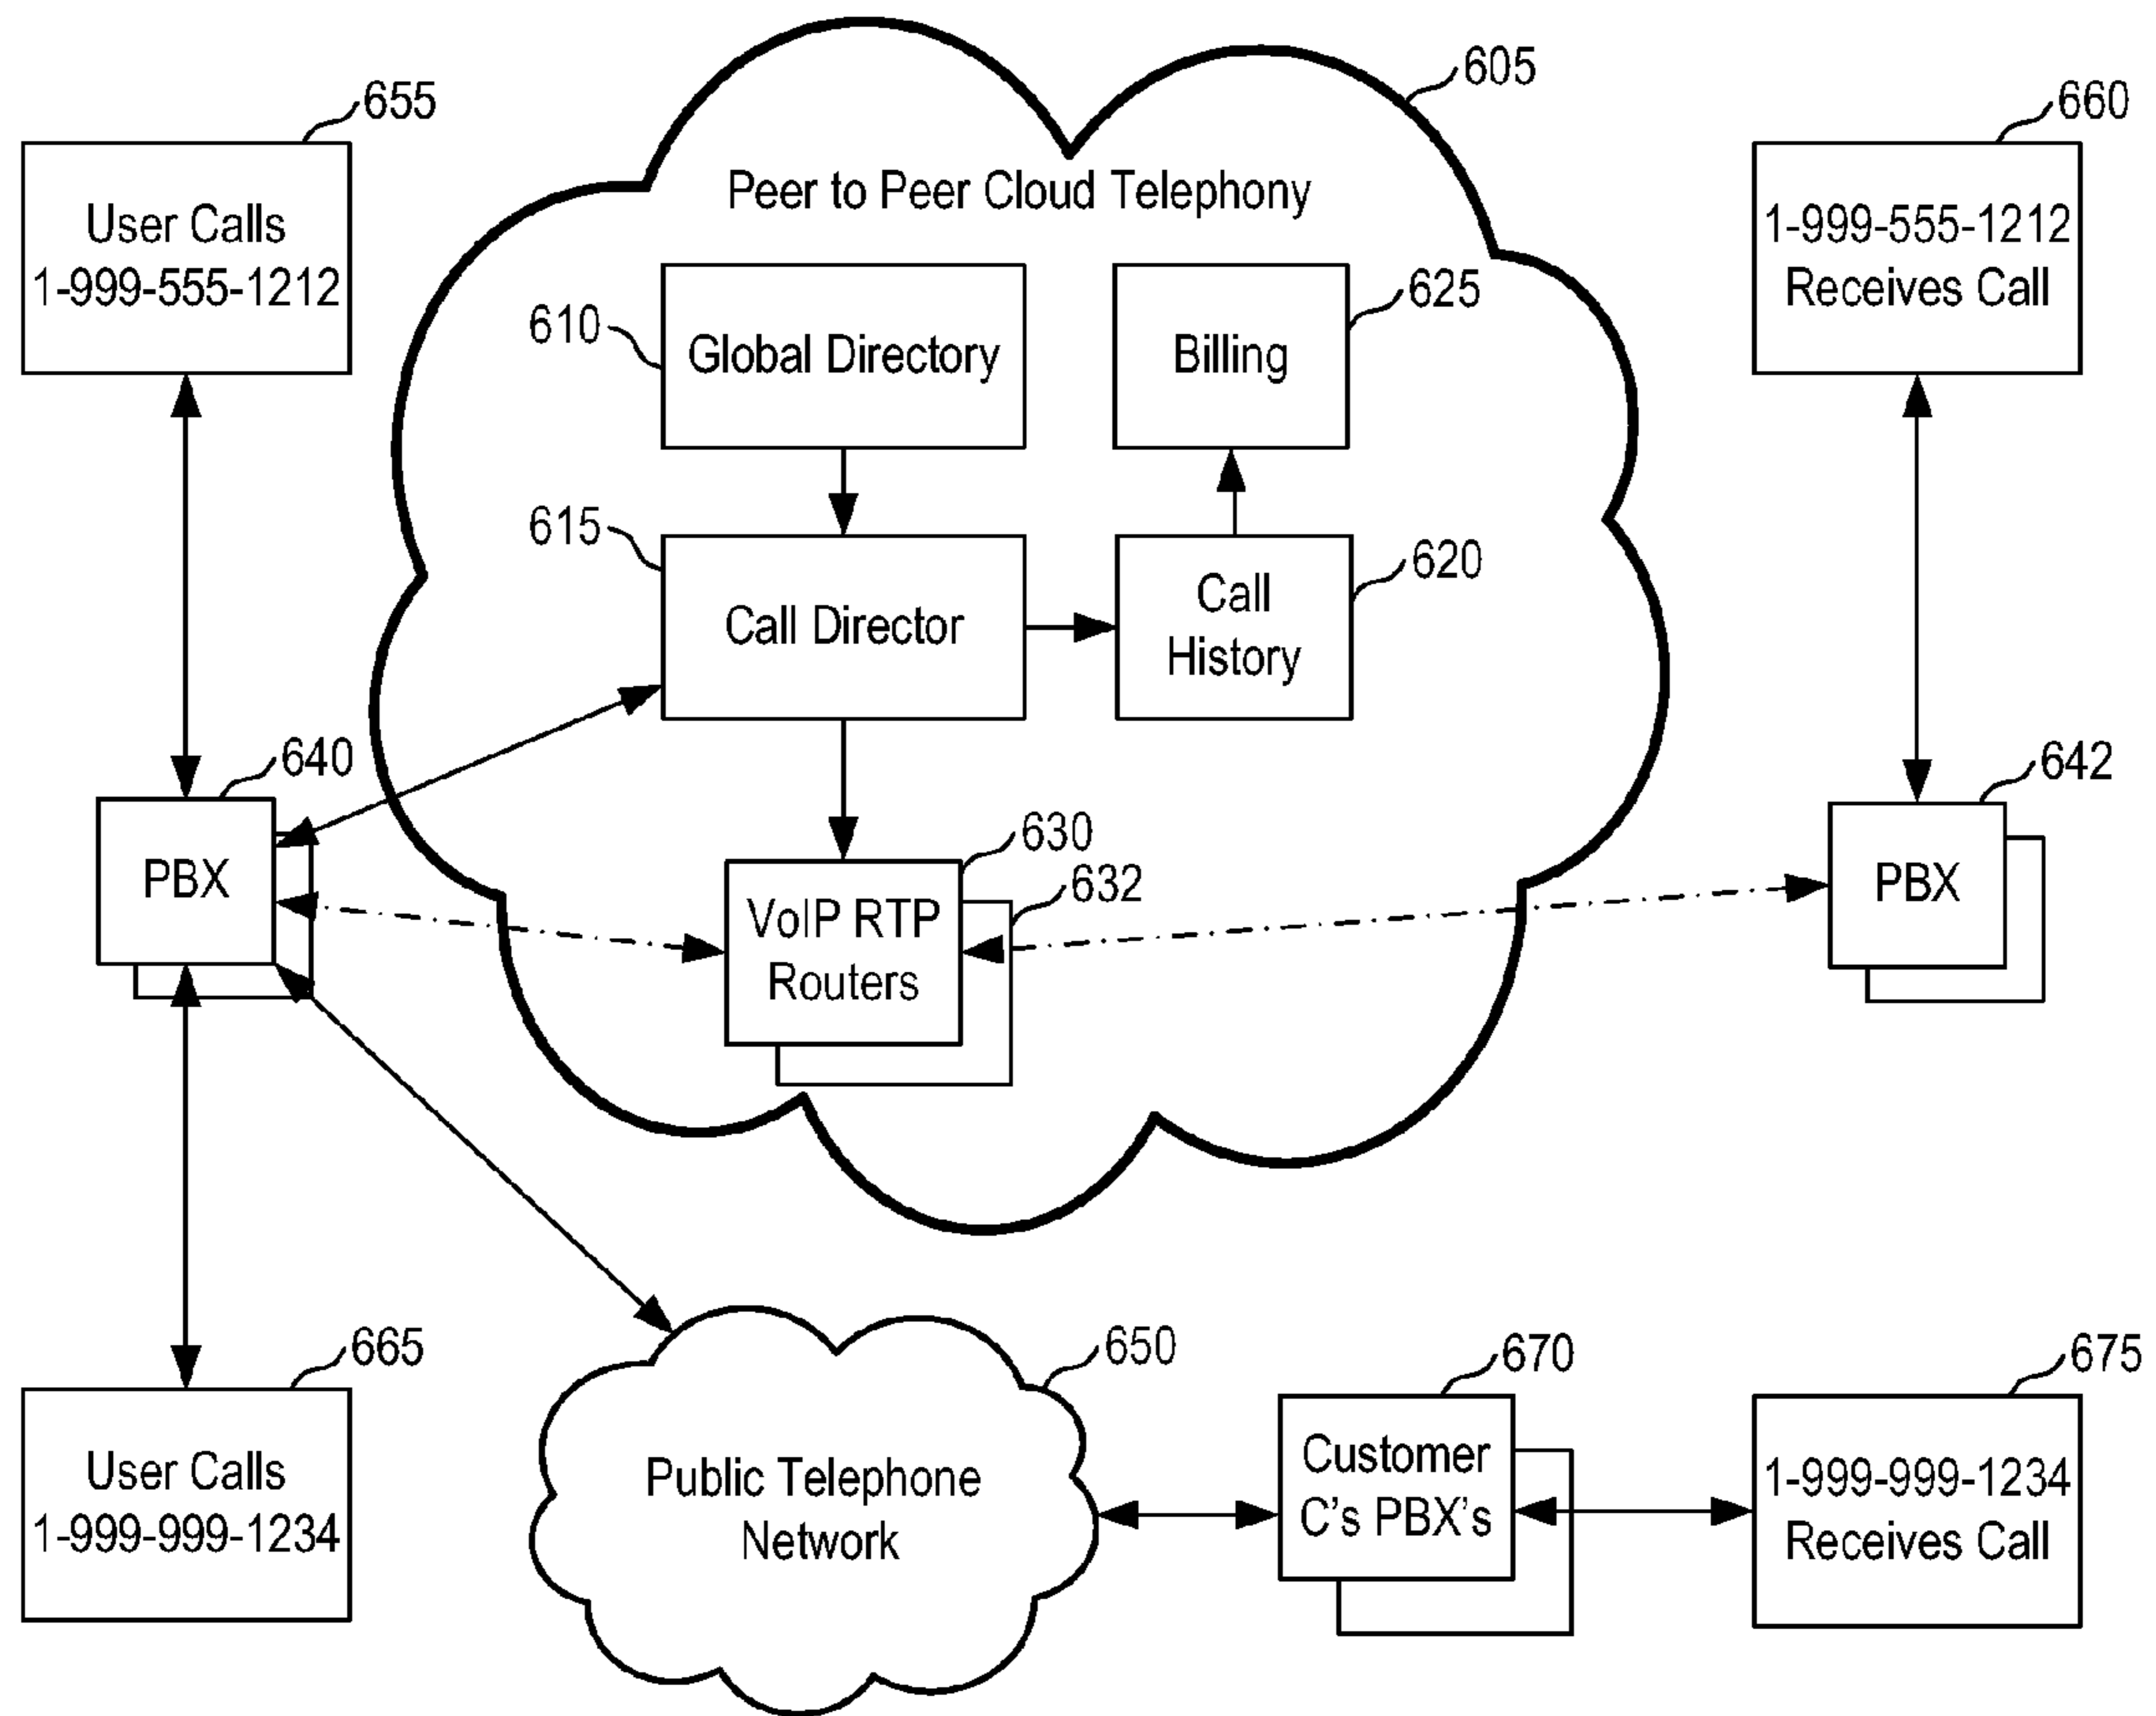 605
655
660
Peer to Peer Cloud Telephony
User Calls
1-999-555-1212
1-999-555-1212
Receives Call
610
Global Directory
625
Billing
615
Call Director
620
Call
History
640
PBX
642
PBX
630
632
VoIP RTP
Routers
665
User Calls
1-999-999-1234
650
Public Telephone
Network
670
Customer
C's PBX's
675
1-999-999-1234
Receives Call